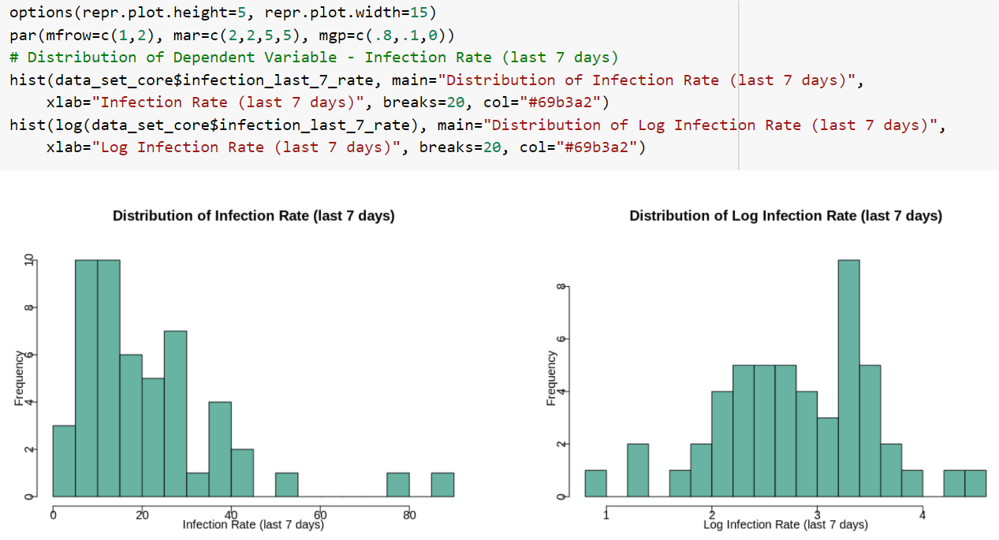 options(repr.plot.height=5, repr.plot.width=15)
par(mfrow=c(1,2), mar=c(2,2,5,5), mgp=c(.8,.1,0))
# Distribution of Dependent Variable - Infection Rate (last 7 days)
hist(data_set_core$infection_last_7_rate, main="Distribution of Infection Rate (last 7 days)",
    xlab="Infection Rate (last 7 days)", breaks=20, col="#69b3a2")
hist(log(data_set_core$infection_last_7_rate), main="Distribution of Log Infection Rate (last 7 days)",
    xlab="Log Infection Rate (last 7 days)", breaks=20, col="#69b3a2")
Distribution of Infection Rate (last 7 days)
Frequency
10
8
6
4
2
0
0 20 40 60 80
Infection Rate (last 7 days)
Distribution of Log Infection Rate (last 7 days)
Frequency
8
6
4
2
0
1 2 3 4
Log Infection Rate (last 7 days)